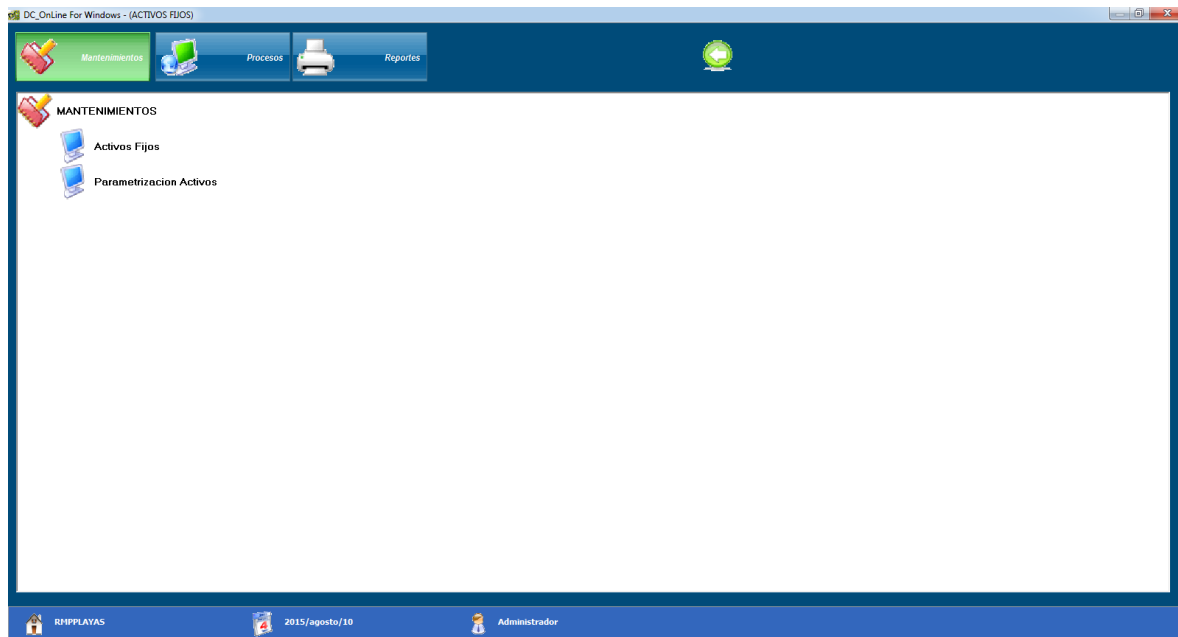 DC_OnLine For Windows - (ACTIVOS FIJOS)
Mantenimientos Procesos Reportes
MANTENIMIENTOS
Activos Fijos
Parametrizacion Activos
RMPPLAYAS 2015/agosto/10 Administrador